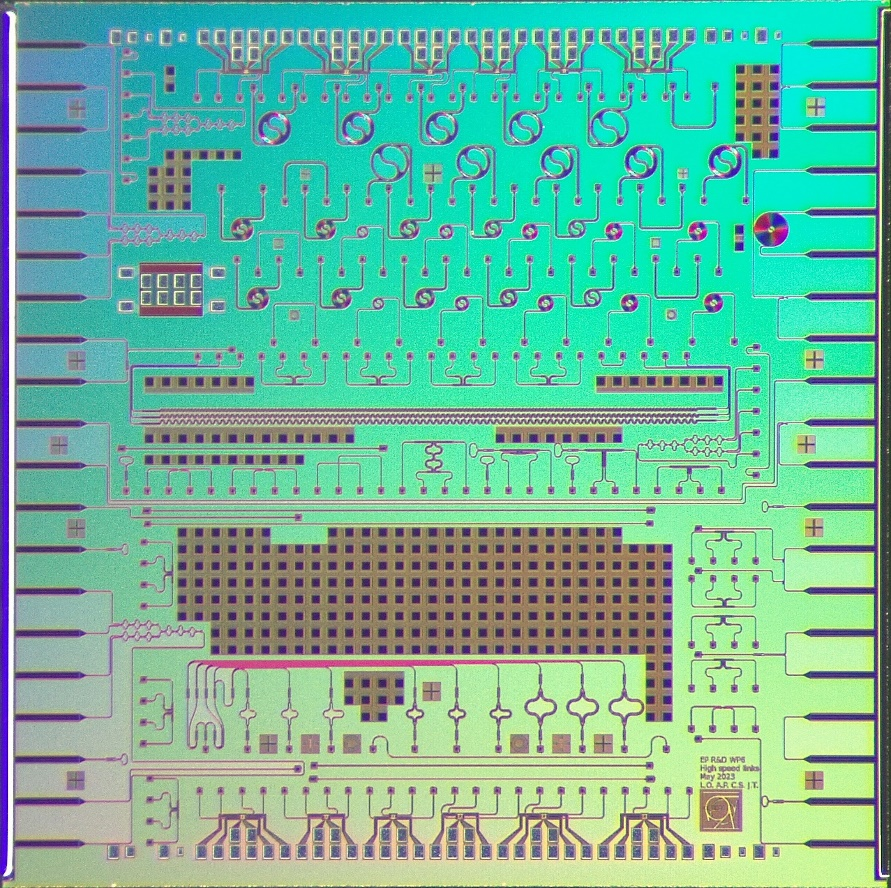 EP R&D WP6
High speed links
May 2023
L.O. A.P. C.S. J.T.